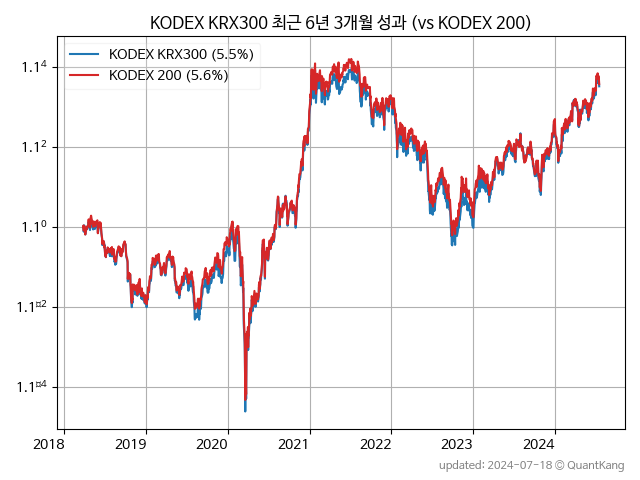 KODEX KRX300 최근 6년 3개월 성과 (vs KODEX 200)
KODEX KRX300 (5.5%)
KODEX 200 (5.6%)
1.1⁴
1.1²
1.1⁰
1.1¤²
1.1¤⁴
2018 2019 2020 2021 2022 2023 2024
updated: 2024-07-18 © QuantKang